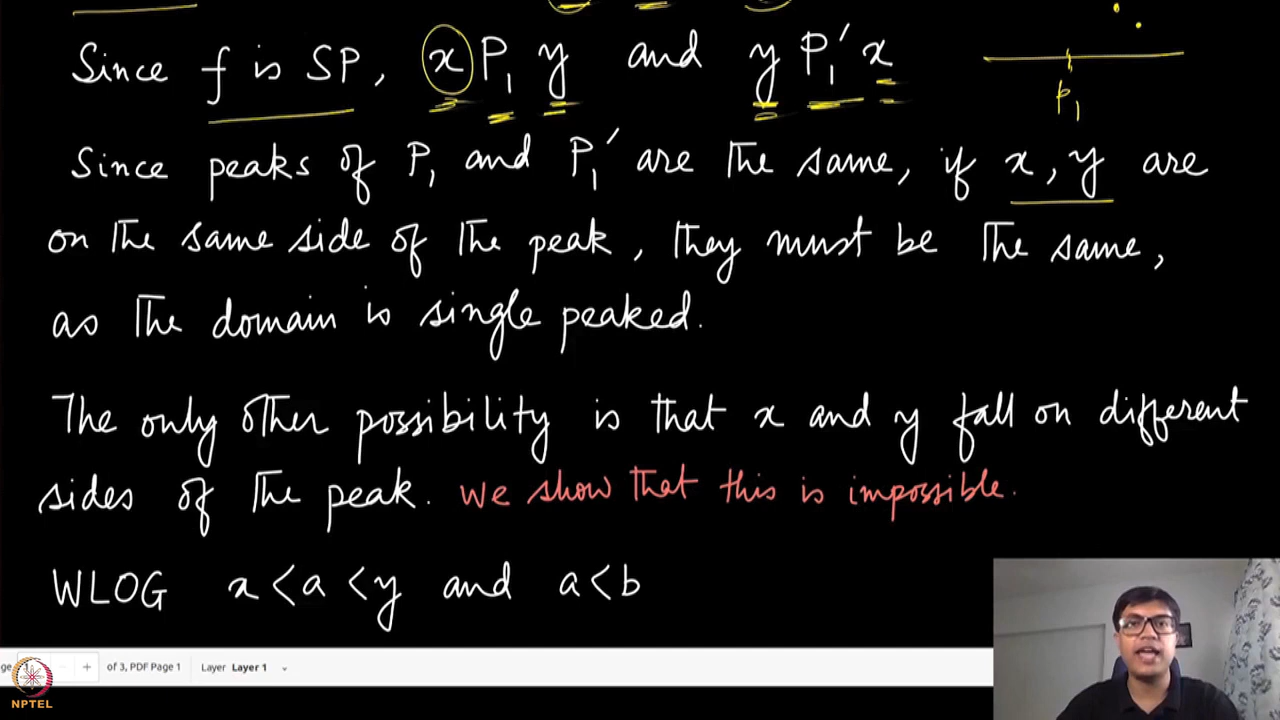 Since f is SP, x P₁ y and y P₁′ x
p₁
Since peaks of P₁ and P₁′ are the same, if x, y are
on the same side of the peak, they must be the same,
as the domain is single peaked.
The only other possibility is that x and y fall on different
sides of the peak. We show that this is impossible.
WLOG x < a < y and a < b
ge of 3, PDF Page 1 Layer Layer 1
NPTEL